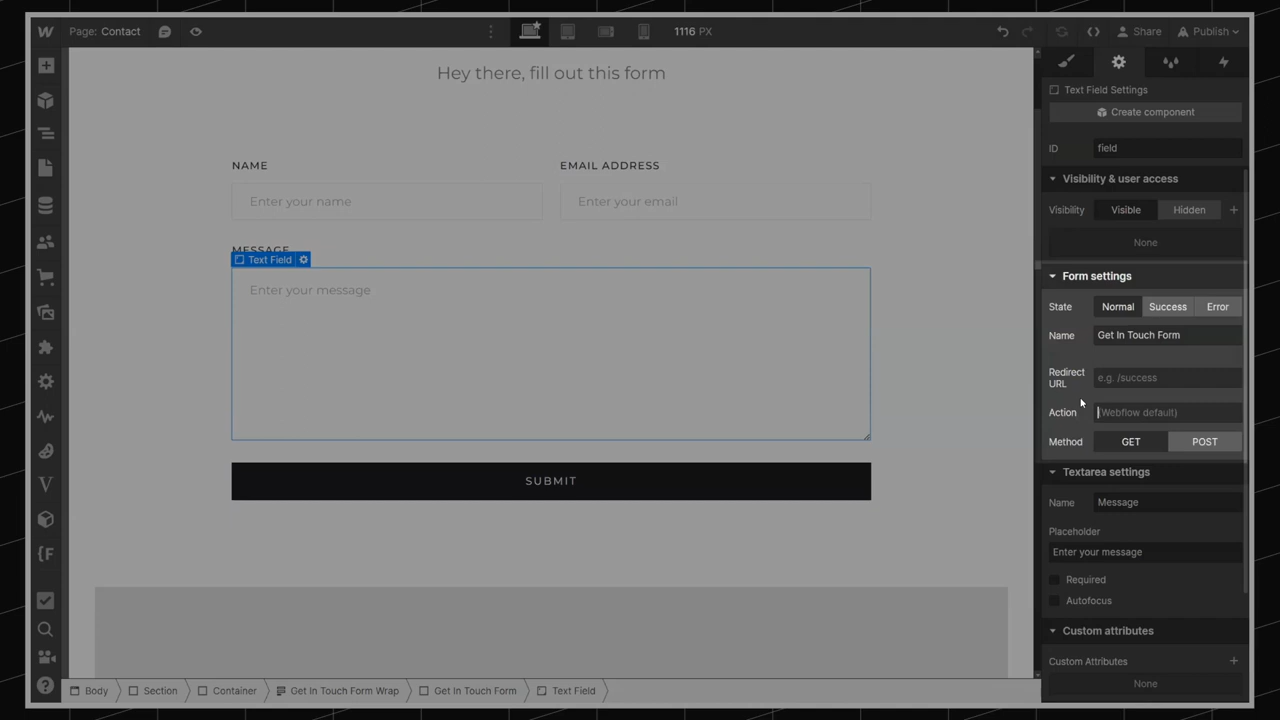 Page: Contact
1116 PX
Share
Publish
Hey there, fill out this form
NAME
EMAIL ADDRESS
Enter your name
Enter your email
MESSAGE
Text Field
Enter your message
SUBMIT
Text Field Settings
Create component
ID field
Visibility & user access
Visibility Visible Hidden
None
Form settings
State Normal Success Error
Name Get In Touch Form
Redirect URL e.g. /success
Action (Webflow default)
Method GET POST
Textarea settings
Name Message
Placeholder
Enter your message
Required
Autofocus
Custom attributes
Custom Attributes
None
Body Section Container Get In Touch Form Wrap Get In Touch Form Text Field